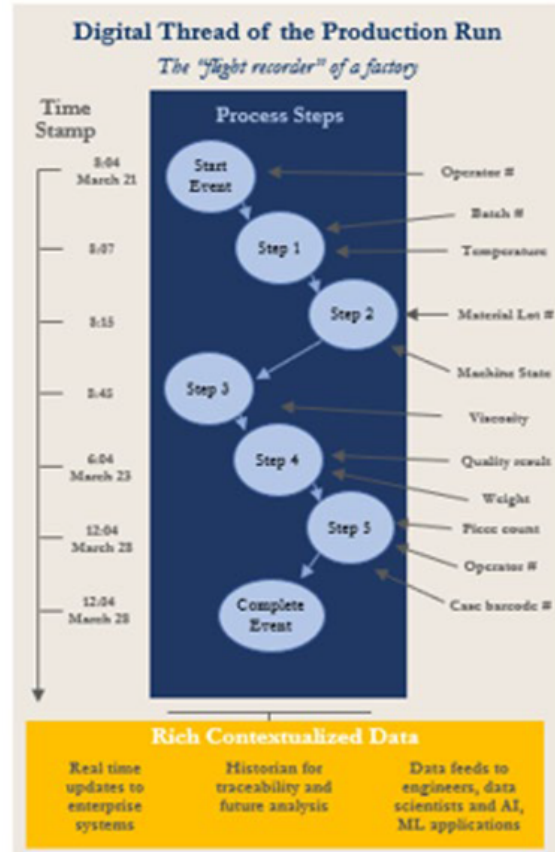 Digital Thread of the Production Run
The "flight recorder" of a factory
Time
Stamp
Process Steps
8:04
March 21
Start
Event
Operator #
Batch #
8:07
Step 1
Temperature
8:15
Step 2
Material Lot #
Machine State
8:45
Step 3
Viscosity
6:04
March 23
Step 4
Quality result
Weight
12:04
March 28
Step 5
Piece count
Operator #
12:04
March 28
Complete
Event
Case barcode #
Rich Contextualized Data
Real time
updates to
enterprise
systems
Historian for
traceability and
future analysis
Data feeds to
engineers, data
scientists and AI,
ML applications